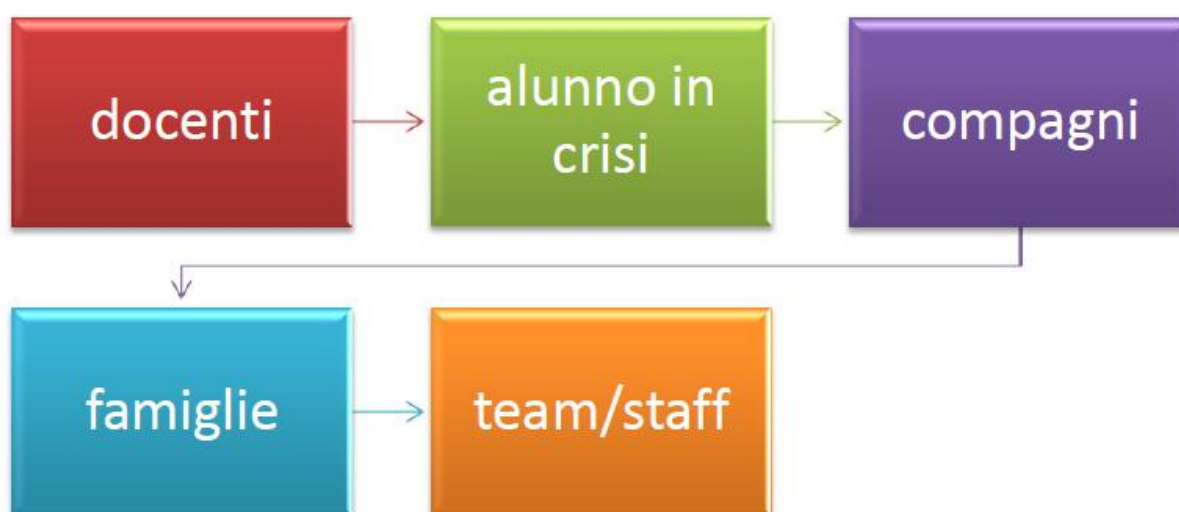 docenti
alunno in
crisi
compagni
famiglie
team/staff